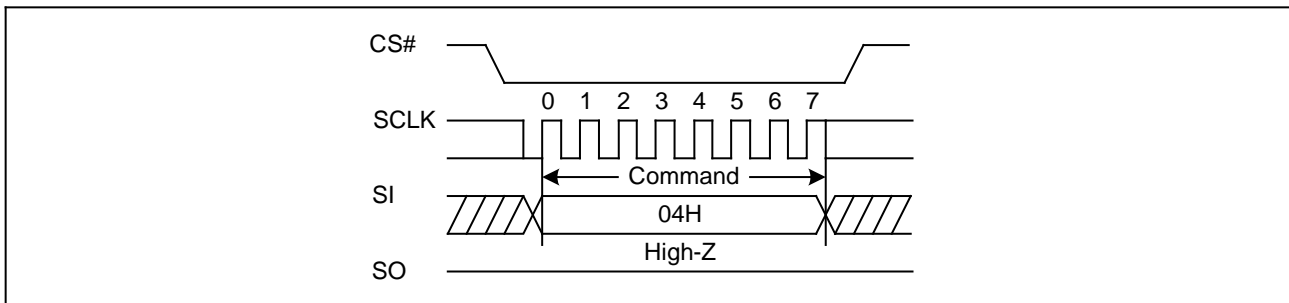 CS#
0 1 2 3 4 5 6 7
SCLK
Command
SI
04H
High-Z
SO